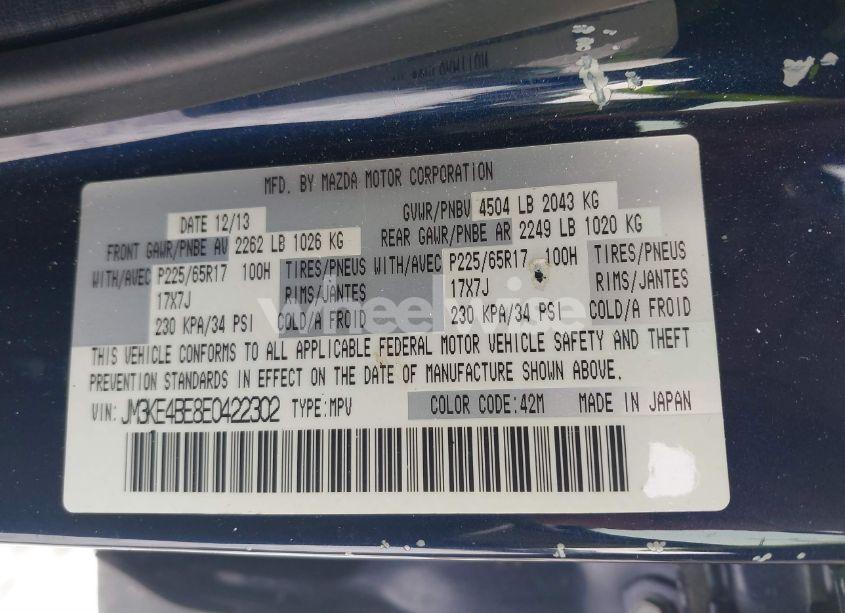 MFD. BY MAZDA MOTOR CORPORATION
DATE 12/13 GVWR/PNBV 4504 LB 2043 KG
FRONT GAWR/PNBE AV 2262 LB 1026 KG REAR GAWR/PNBE AR 2249 LB 1020 KG
WITH/AVEC P225/65R17 100H TIRES/PNEUS WITH/AVEC P225/65R17 100H TIRES/PNEUS
17X7J RIMS/JANTES 17X7J RIMS/JANTES
230 KPA/34 PSI COLD/A FROID 230 KPA/34 PSI COLD/A FROID
wheelwise
THIS VEHICLE CONFORMS TO ALL APPLICABLE FEDERAL MOTOR VEHICLE SAFETY AND THEFT
PREVENTION STANDARDS IN EFFECT ON THE DATE OF MANUFACTURE SHOWN ABOVE.
VIN: JM3KE4BE8E0422302 TYPE:MPV COLOR CODE:42M MADE IN JAPAN